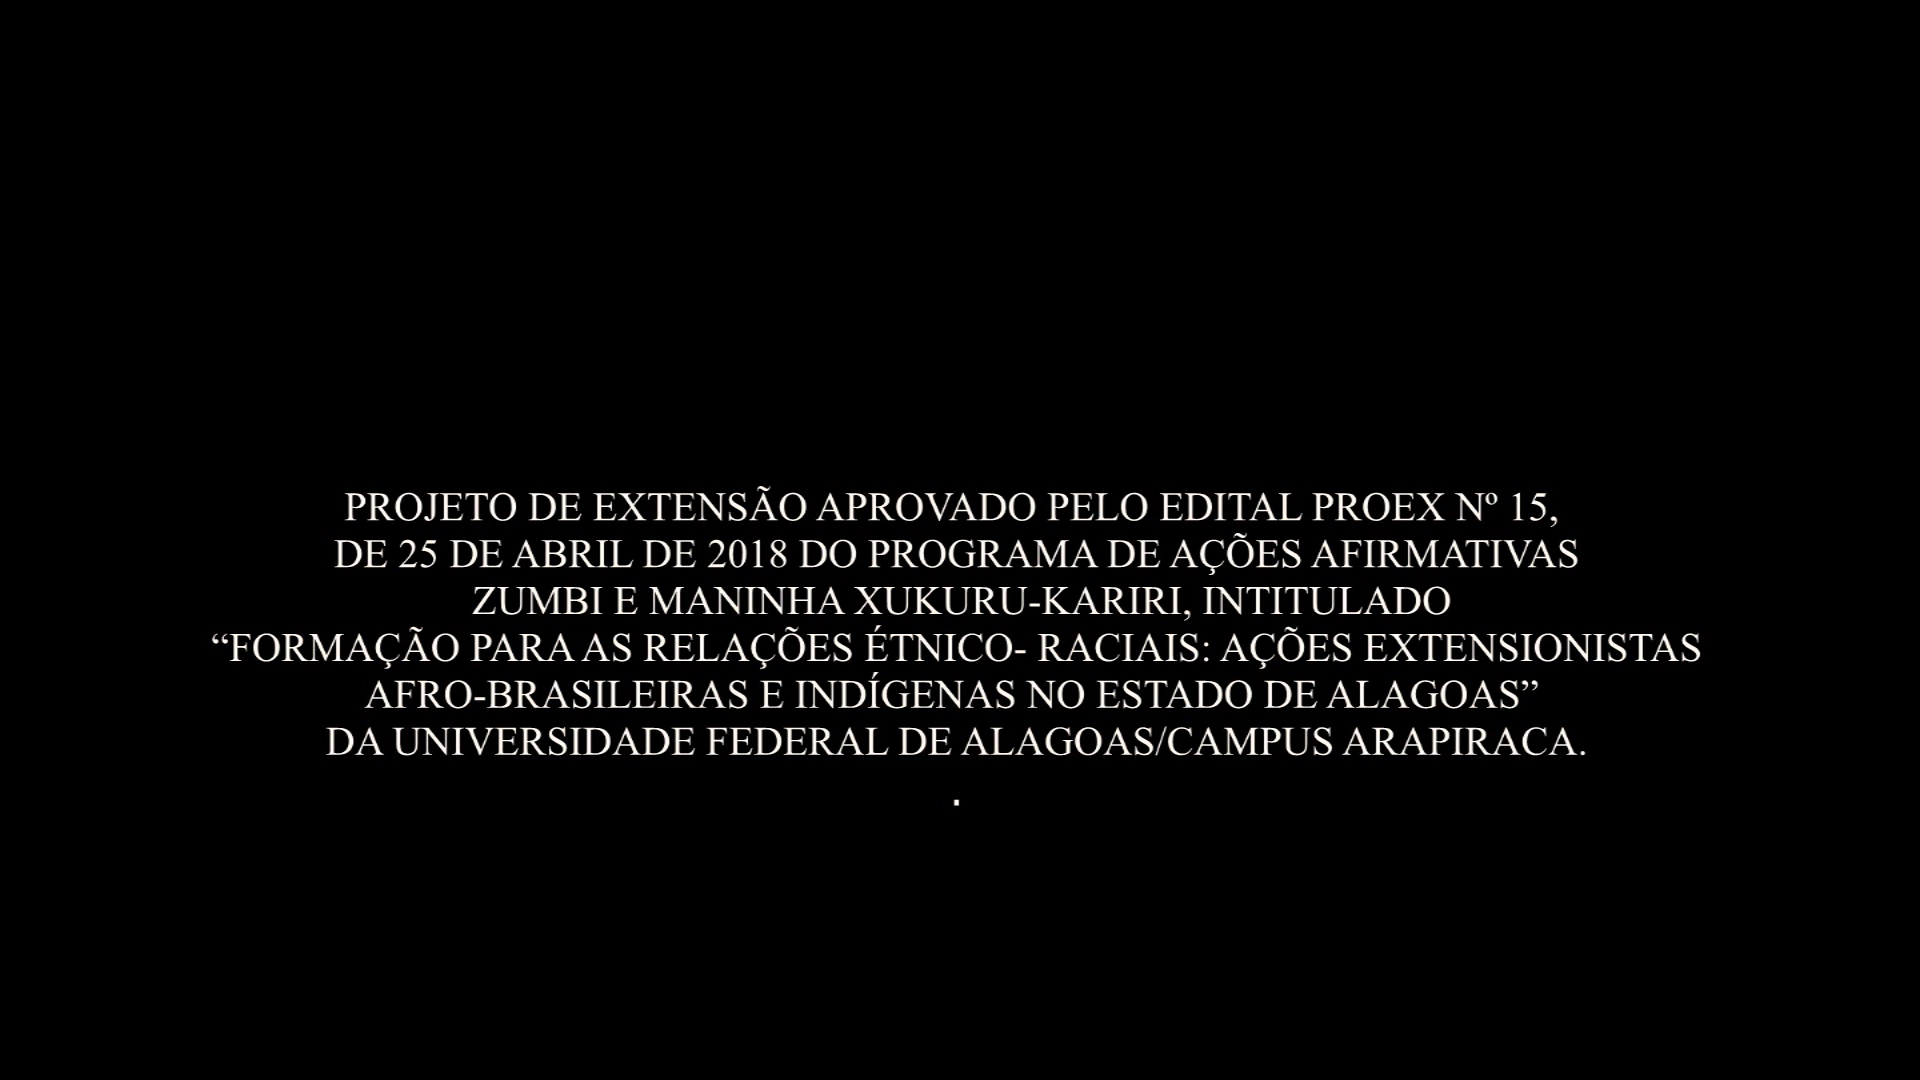 PROJETO DE EXTENSÃO APROVADO PELO EDITAL PROEX Nº 15,
DE 25 DE ABRIL DE 2018 DO PROGRAMA DE AÇÕES AFIRMATIVAS
ZUMBI E MANINHA XUKURU-KARIRI, INTITULADO
“FORMAÇÃO PARA AS RELAÇÕES ÉTNICO- RACIAIS: AÇÕES EXTENSIONISTAS
AFRO-BRASILEIRAS E INDÍGENAS NO ESTADO DE ALAGOAS”
DA UNIVERSIDADE FEDERAL DE ALAGOAS/CAMPUS ARAPIRACA.
.